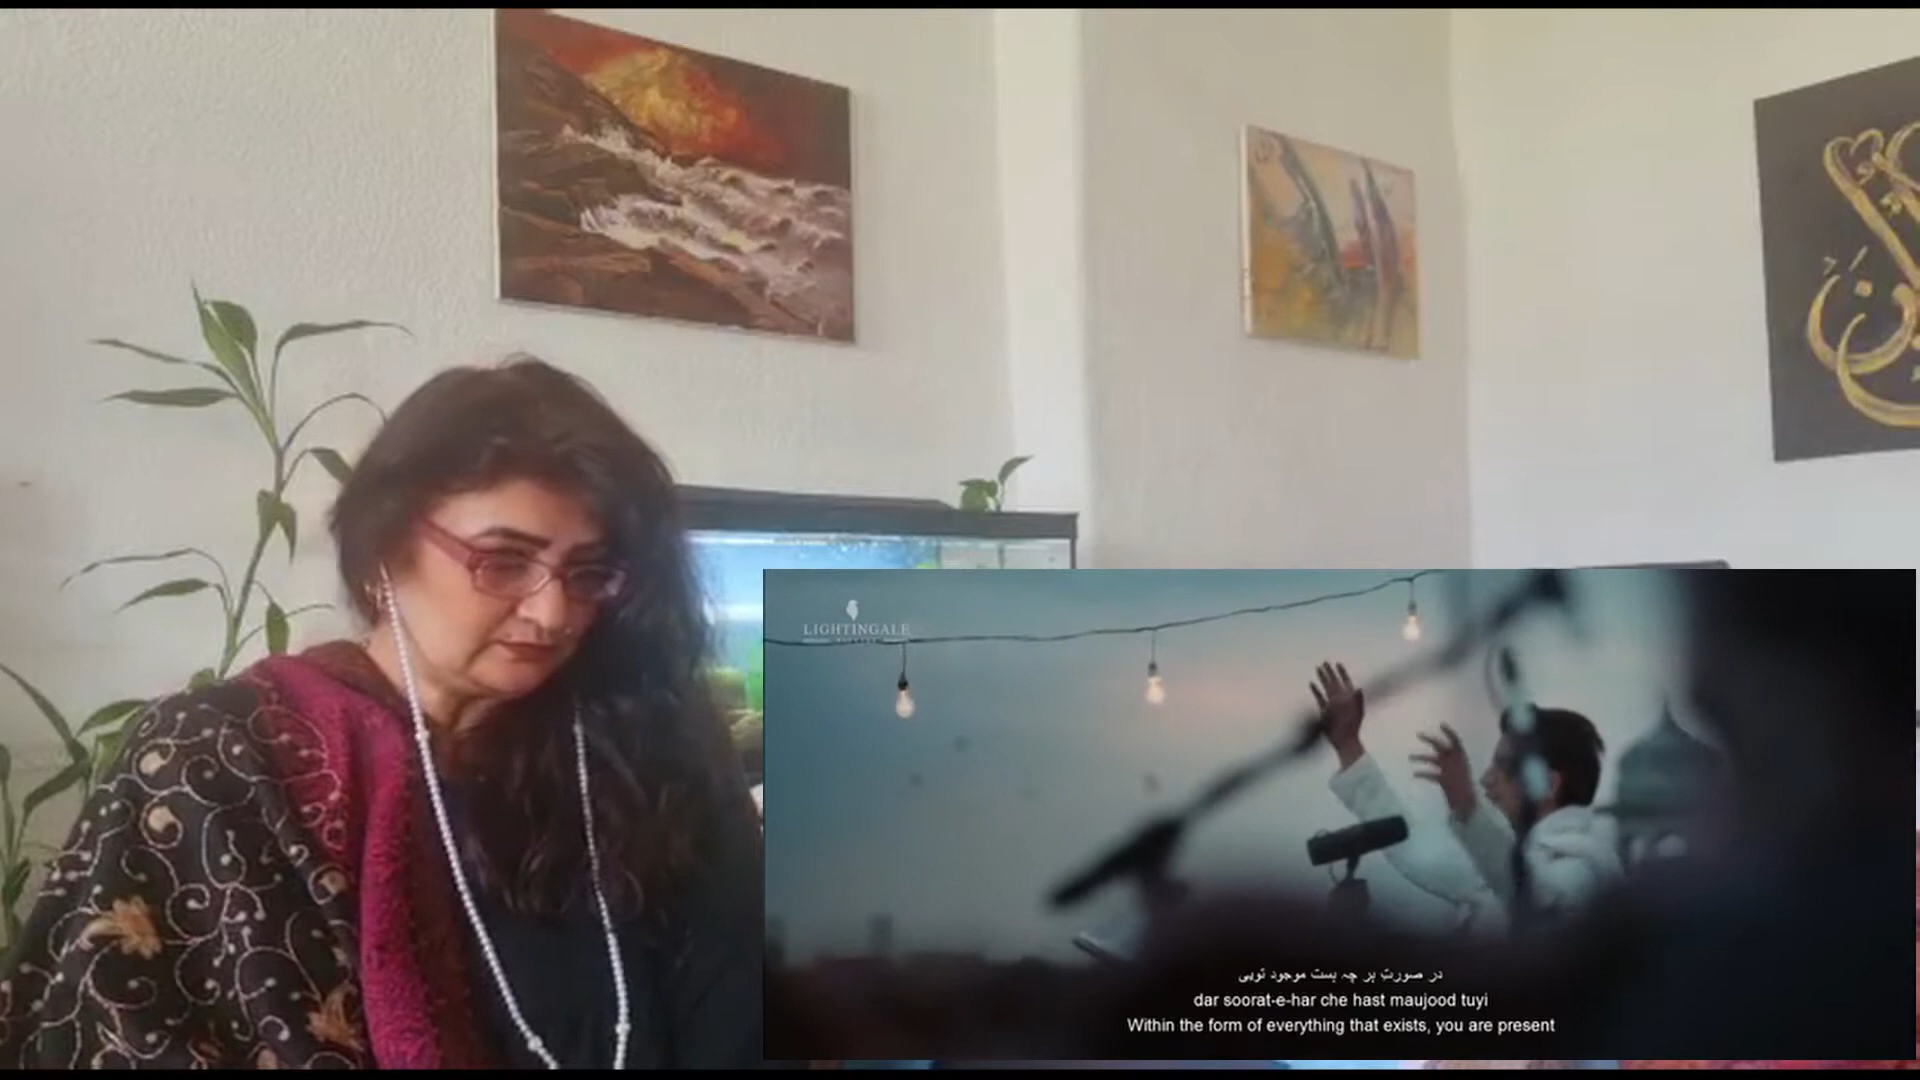 LIGHTINGALE
در صورتِ ہر چہ ہست موجود تویی
dar soorat-e-har che hast maujood tuyi
Within the form of everything that exists, you are present